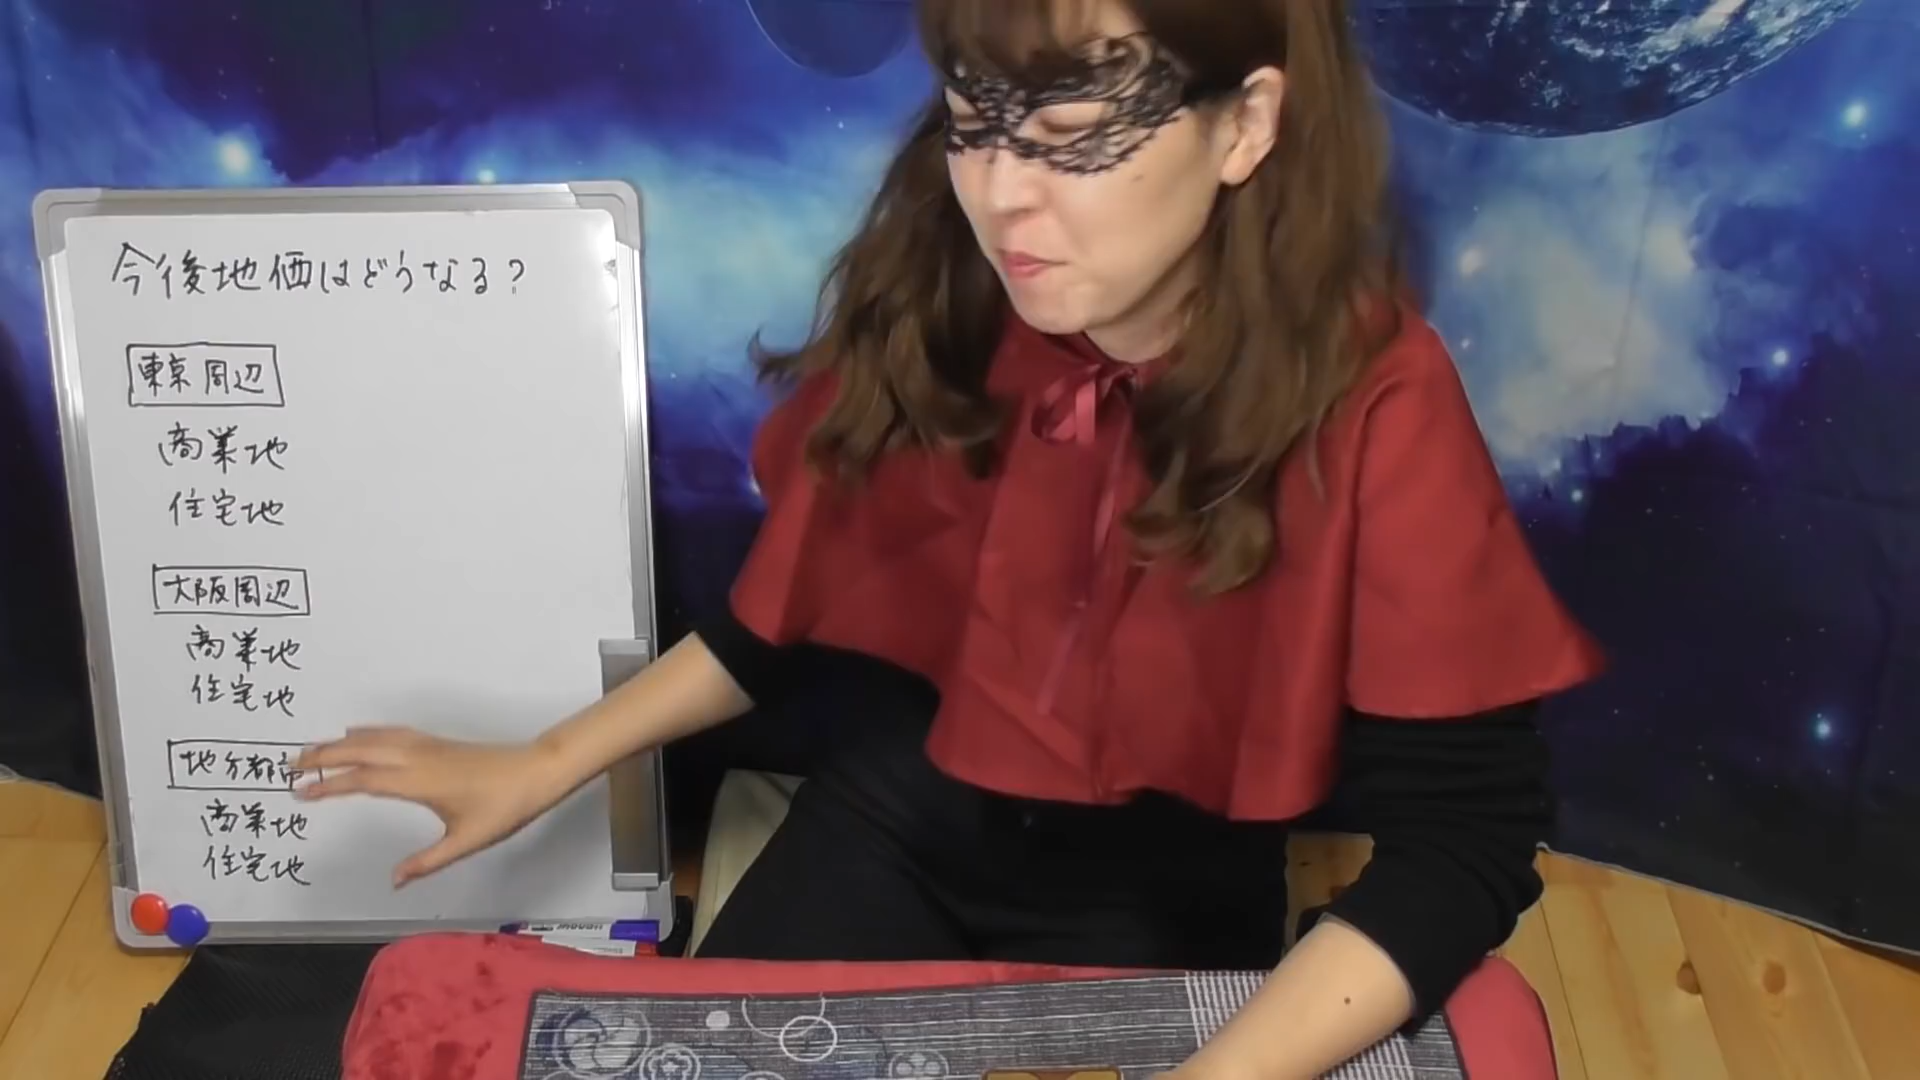 今後地価はどうなる?
東京周辺
商業地
住宅地
大阪周辺
商業地
住宅地
地方都市
商業地
住宅地